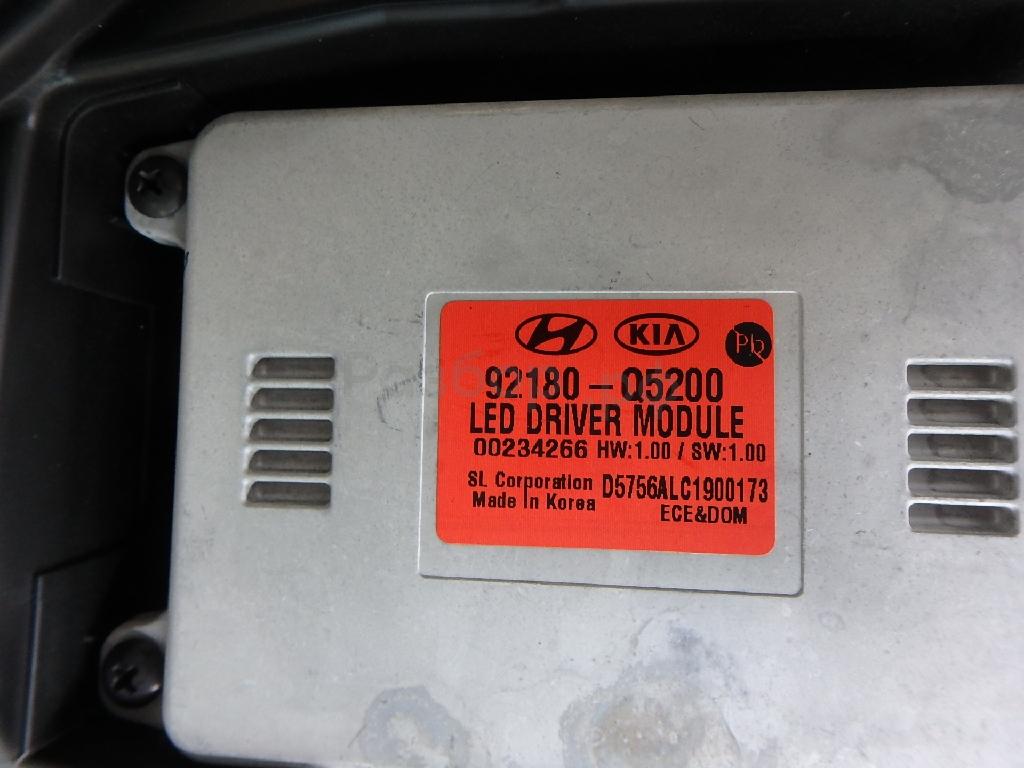 KIA Pb
92180-Q5200
LED DRIVER MODULE
00234266 HW:1.00 / SW:1.00
SL Corporation D5756ALC1900173
Made In Korea ECE&DOM